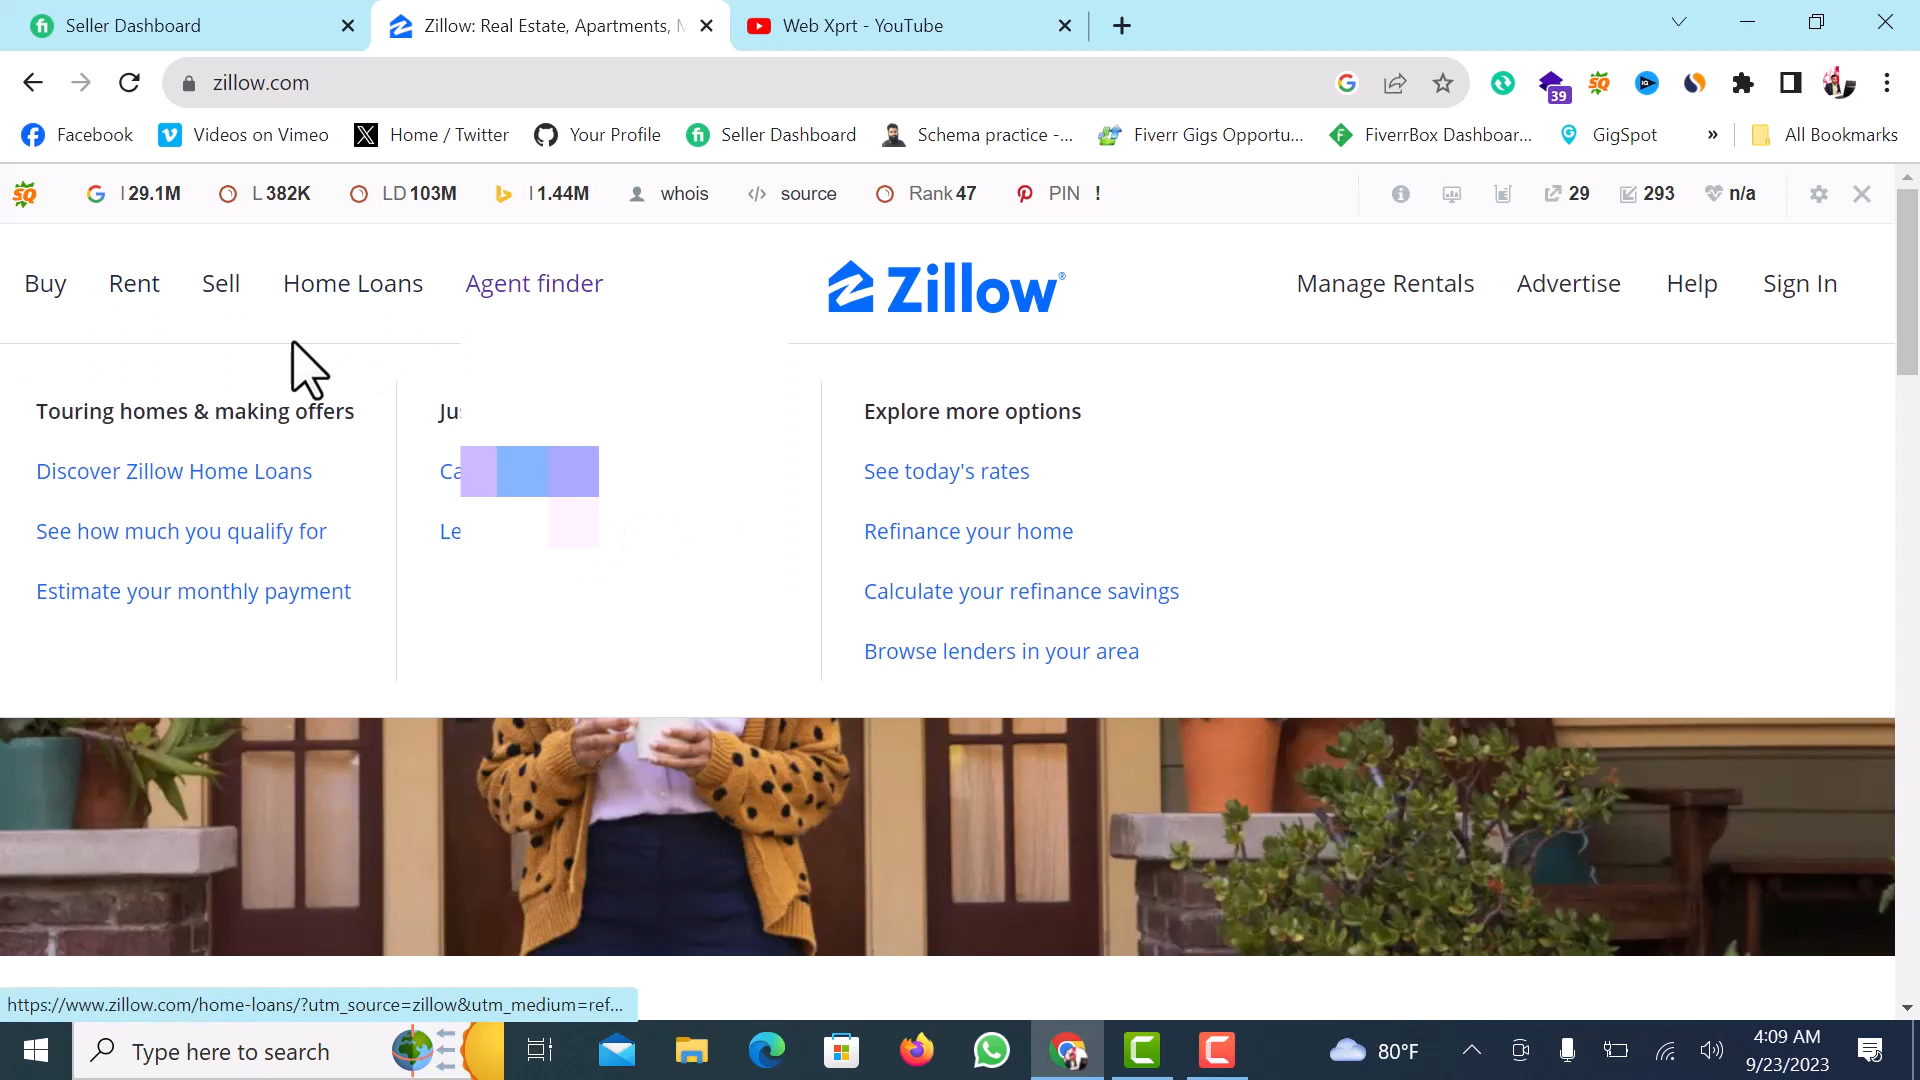 Seller Dashboard
Zillow: Real Estate, Apartments,
Web Xprt - YouTube
zillow.com
39
Facebook
Videos on Vimeo
Home / Twitter
Your Profile
Seller Dashboard
Schema practice -...
Fiverr Gigs Opportu...
FiverrBox Dashboar...
GigSpot
»
All Bookmarks
I 29.1M
L 382K
LD 103M
I 1.44M
whois
source
Rank 47
PIN !
29
293
n/a
Buy
Rent
Sell
Home Loans
Agent finder
Zillow®
Manage Rentals
Advertise
Help
Sign In
Touring homes & making offers
Discover Zillow Home Loans
See how much you qualify for
Estimate your monthly payment
Explore more options
See today's rates
Refinance your home
Calculate your refinance savings
Browse lenders in your area
https://www.zillow.com/home-loans/?utm_source=zillow&utm_medium=ref...
Type here to search
80°F
4:09 AM
9/23/2023